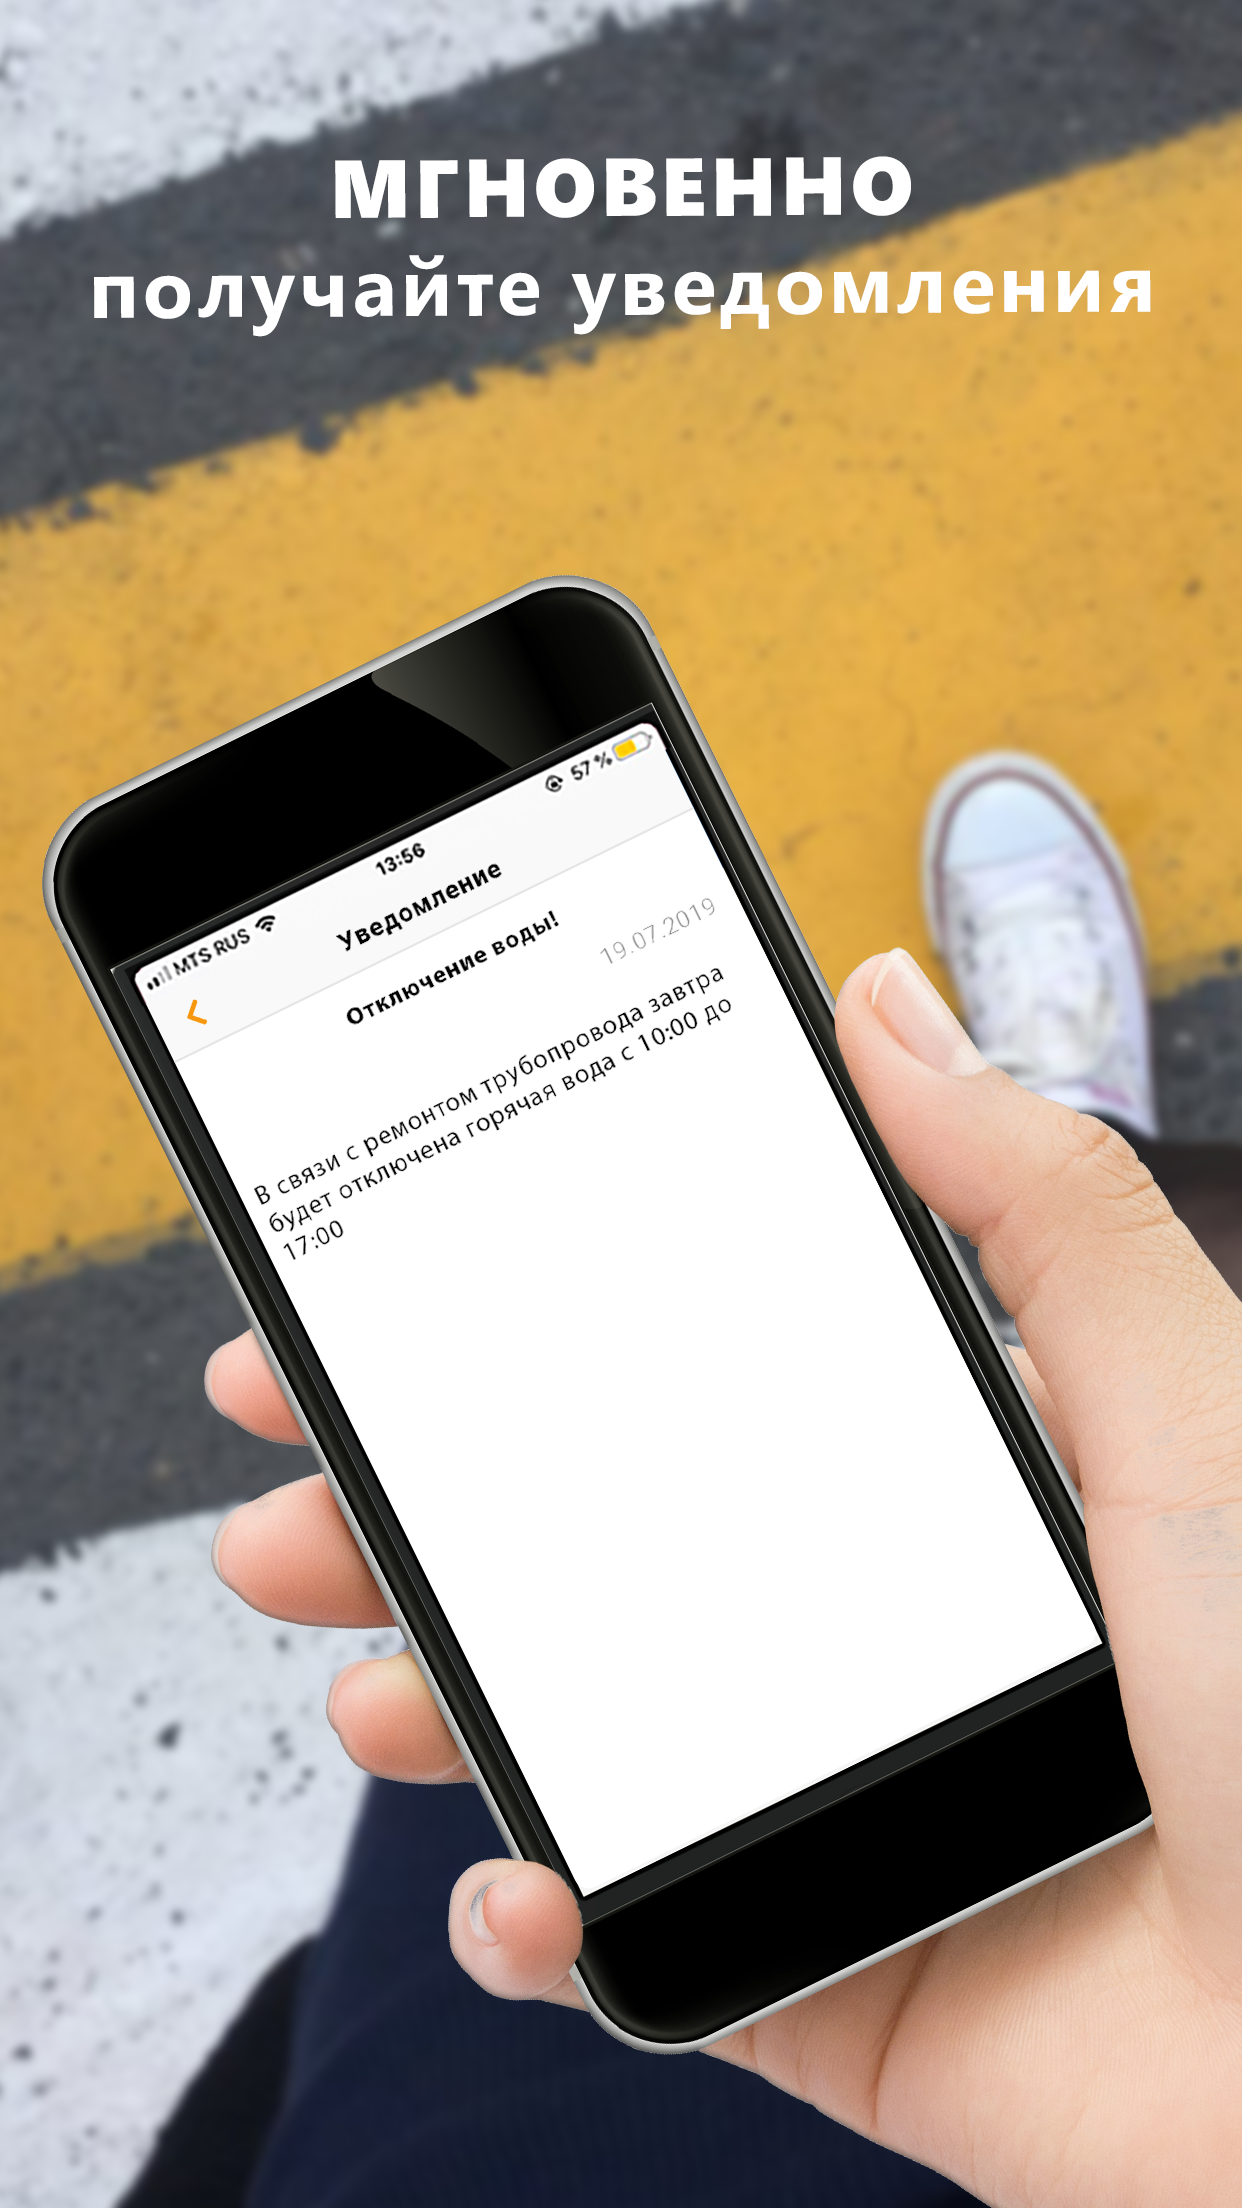 МГНОВЕННО
получайте уведомления
MTS RUS
13:56
57 %
Уведомление
Отключение воды!
19.07.2019
В связи с ремонтом трубопровода завтра
будет отключена горячая вода с 10:00 до
17:00